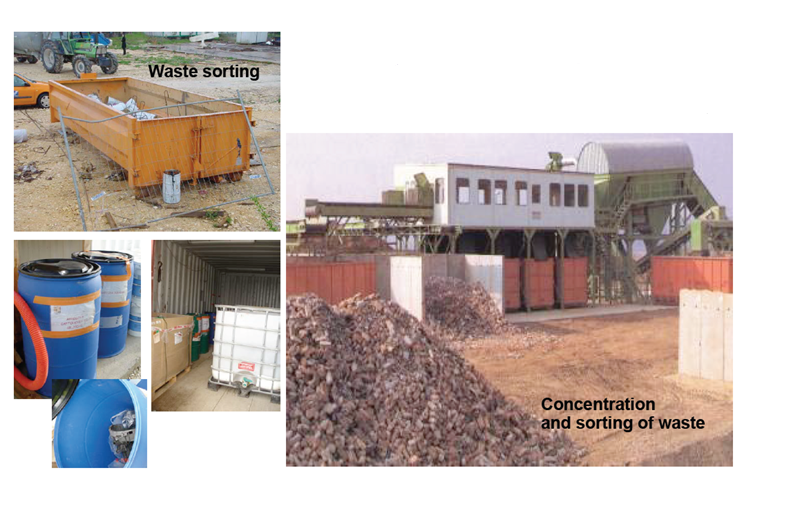 Waste sorting
Concentration
and sorting of waste